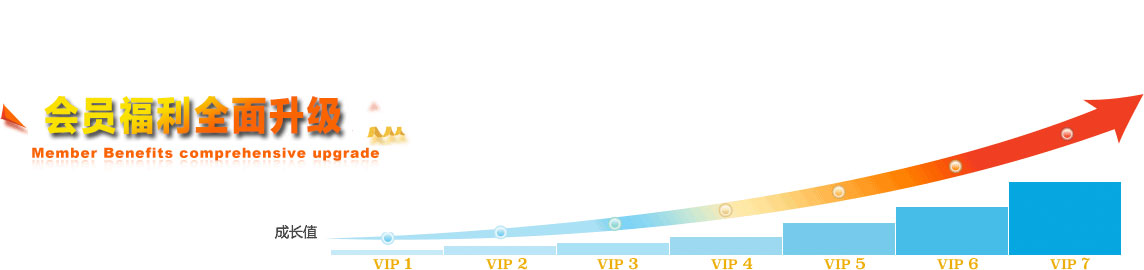 会员福利全面升级
Member Benefits comprehensive upgrade
成长值
VIP 1 VIP 2 VIP 3 VIP 4 VIP 5 VIP 6 VIP 7